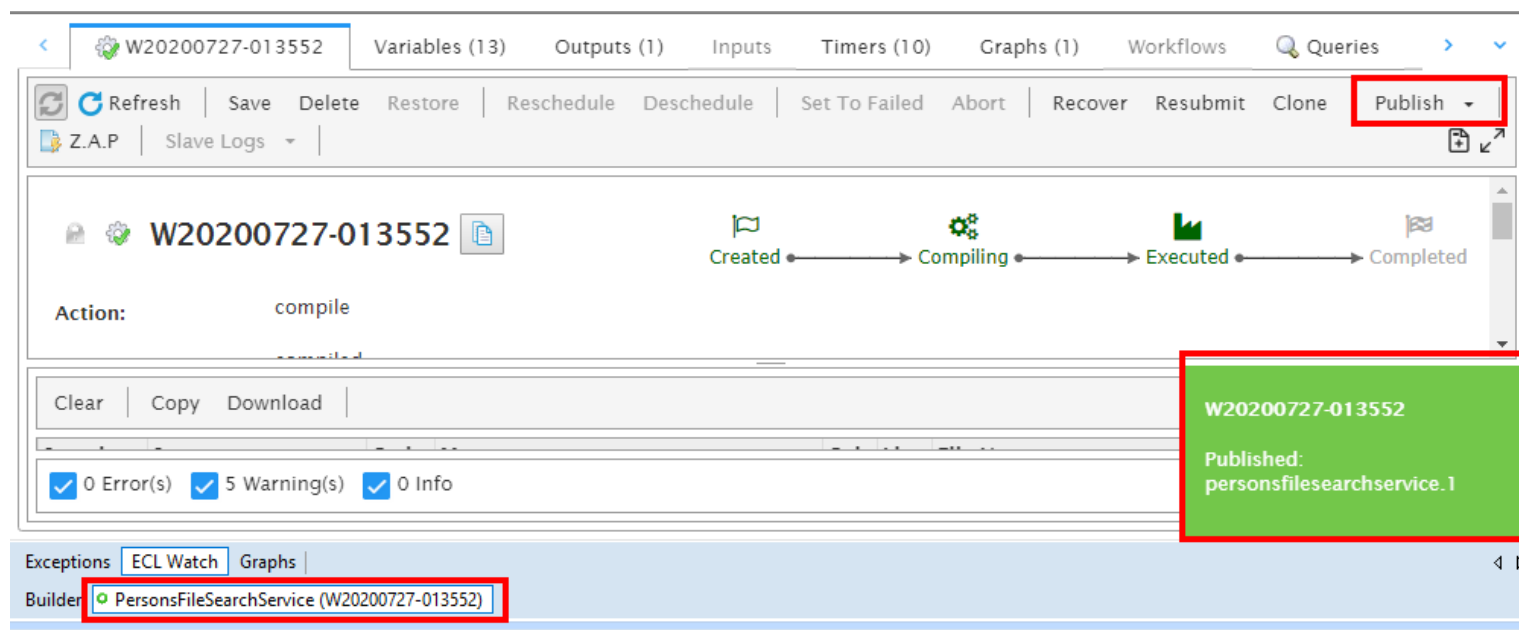 W20200727-013552 Variables (13) Outputs (1) Inputs Timers (10) Graphs (1) Workflows Queries
Refresh Save Delete Restore Reschedule Deschedule Set To Failed Abort Recover Resubmit Clone Publish
Z.A.P Slave Logs
W20200727-013552
Created Compiling Executed Completed
Action: compile
compiled
Clear Copy Download
W20200727-013552
Published:
personsfilesearchservice.1
0 Error(s) 5 Warning(s) 0 Info
Exceptions ECL Watch Graphs
Builder PersonsFileSearchService (W20200727-013552)